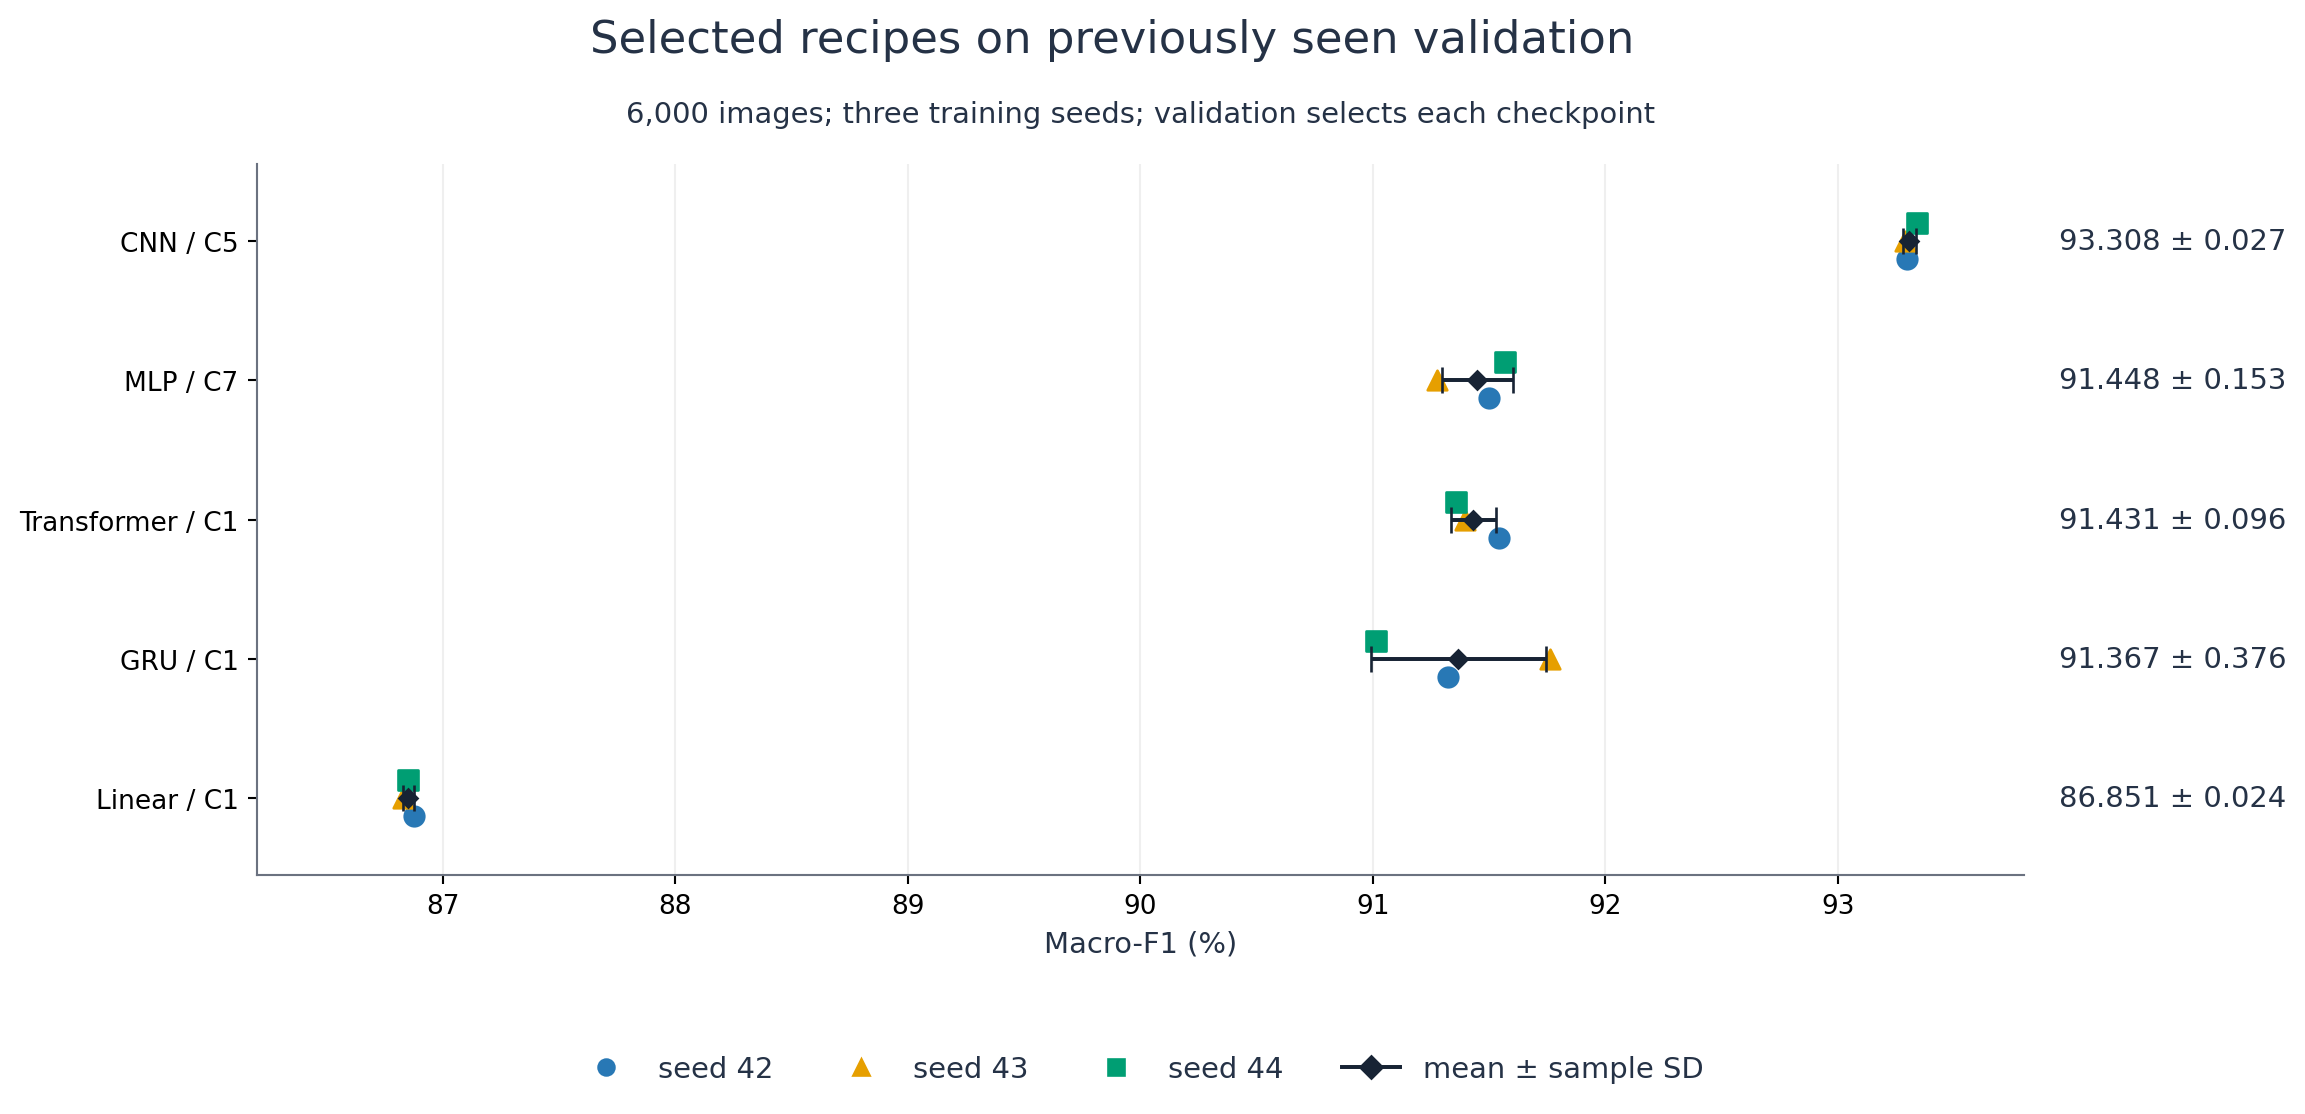 Selected recipes on previously seen validation
6,000 images; three training seeds; validation selects each checkpoint
CNN / C5
93.308 ± 0.027
MLP / C7
91.448 ± 0.153
Transformer / C1
91.431 ± 0.096
GRU / C1
91.367 ± 0.376
Linear / C1
86.851 ± 0.024
87 88 89 90 91 92 93
Macro-F1 (%)
seed 42 seed 43 seed 44 mean ± sample SD